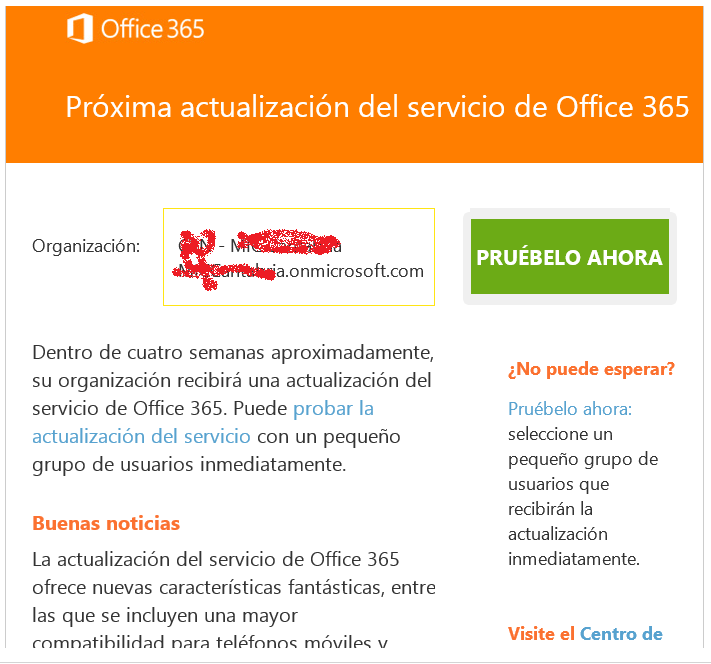 Office 365
Próxima actualización del servicio de Office 365
Organización:
.onmicrosoft.com
PRUÉBELO AHORA
Dentro de cuatro semanas aproximadamente,
su organización recibirá una actualización del
servicio de Office 365. Puede probar la
actualización del servicio con un pequeño
grupo de usuarios inmediatamente.
Buenas noticias
La actualización del servicio de Office 365
ofrece nuevas características fantásticas, entre
las que se incluyen una mayor
compatibilidad para teléfonos móviles y
¿No puede esperar?
Pruébelo ahora:
seleccione un
pequeño grupo de
usuarios que
recibirán la
actualización
inmediatamente.
Visite el Centro de